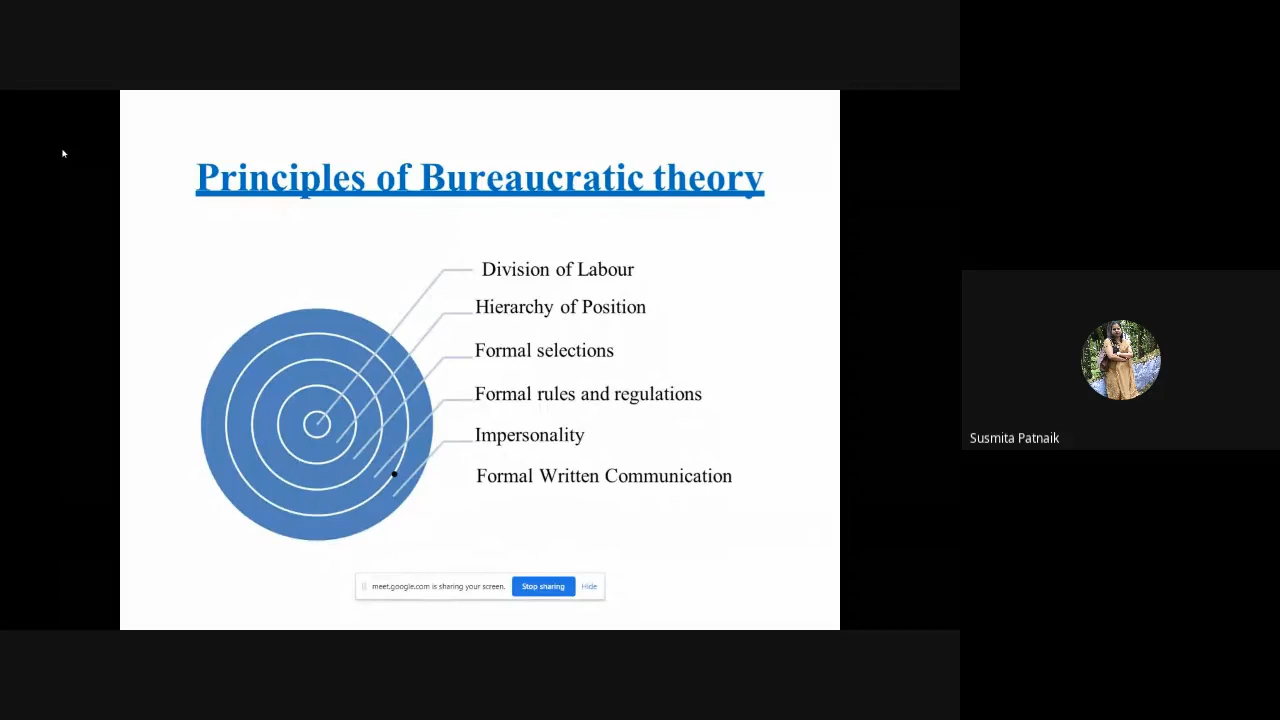 Principles of Bureaucratic theory
Division of Labour
Hierarchy of Position
Formal selections
Formal rules and regulations
Impersonality
Formal Written Communication
meet.google.com is sharing your screen. Stop sharing Hide
Susmita Patnaik